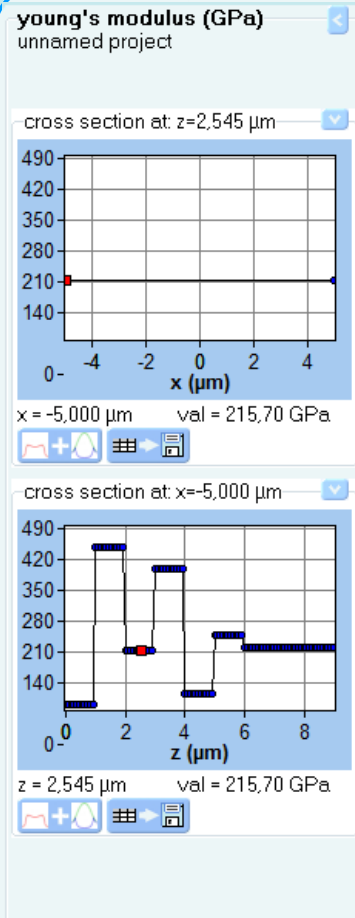 young's modulus (GPa)
unnamed project
cross section at: z=2,545 µm
490
420
350
280
210
140
0
-4 -2 0 2 4
x (µm)
x = -5,000 µm val = 215,70 GPa
cross section at: x=-5,000 µm
490
420
350
280
210
140
0
0 2 4 6 8
z (µm)
z = 2,545 µm val = 215,70 GPa